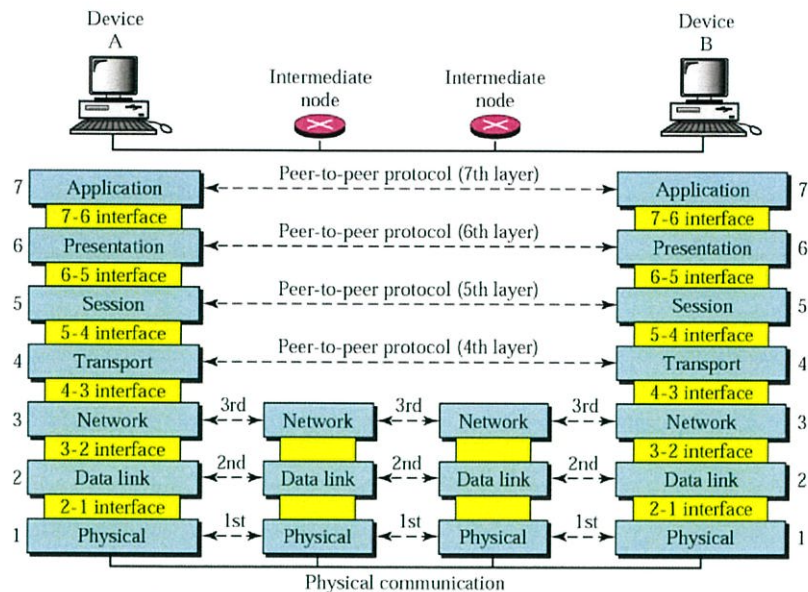 Device
A
Device
B
Intermediate
node
Intermediate
node
7 Application Peer-to-peer protocol (7th layer) Application 7
7-6 interface 7-6 interface
6 Presentation Peer-to-peer protocol (6th layer) Presentation 6
6-5 interface 6-5 interface
5 Session Peer-to-peer protocol (5th layer) Session 5
5-4 interface 5-4 interface
4 Transport Peer-to-peer protocol (4th layer) Transport 4
4-3 interface 4-3 interface
3 Network 3rd Network 3rd Network 3rd Network 3
3-2 interface 3-2 interface
2 Data link 2nd Data link 2nd Data link 2nd Data link 2
2-1 interface 2-1 interface
1 Physical 1st Physical 1st Physical 1st Physical 1
Physical communication